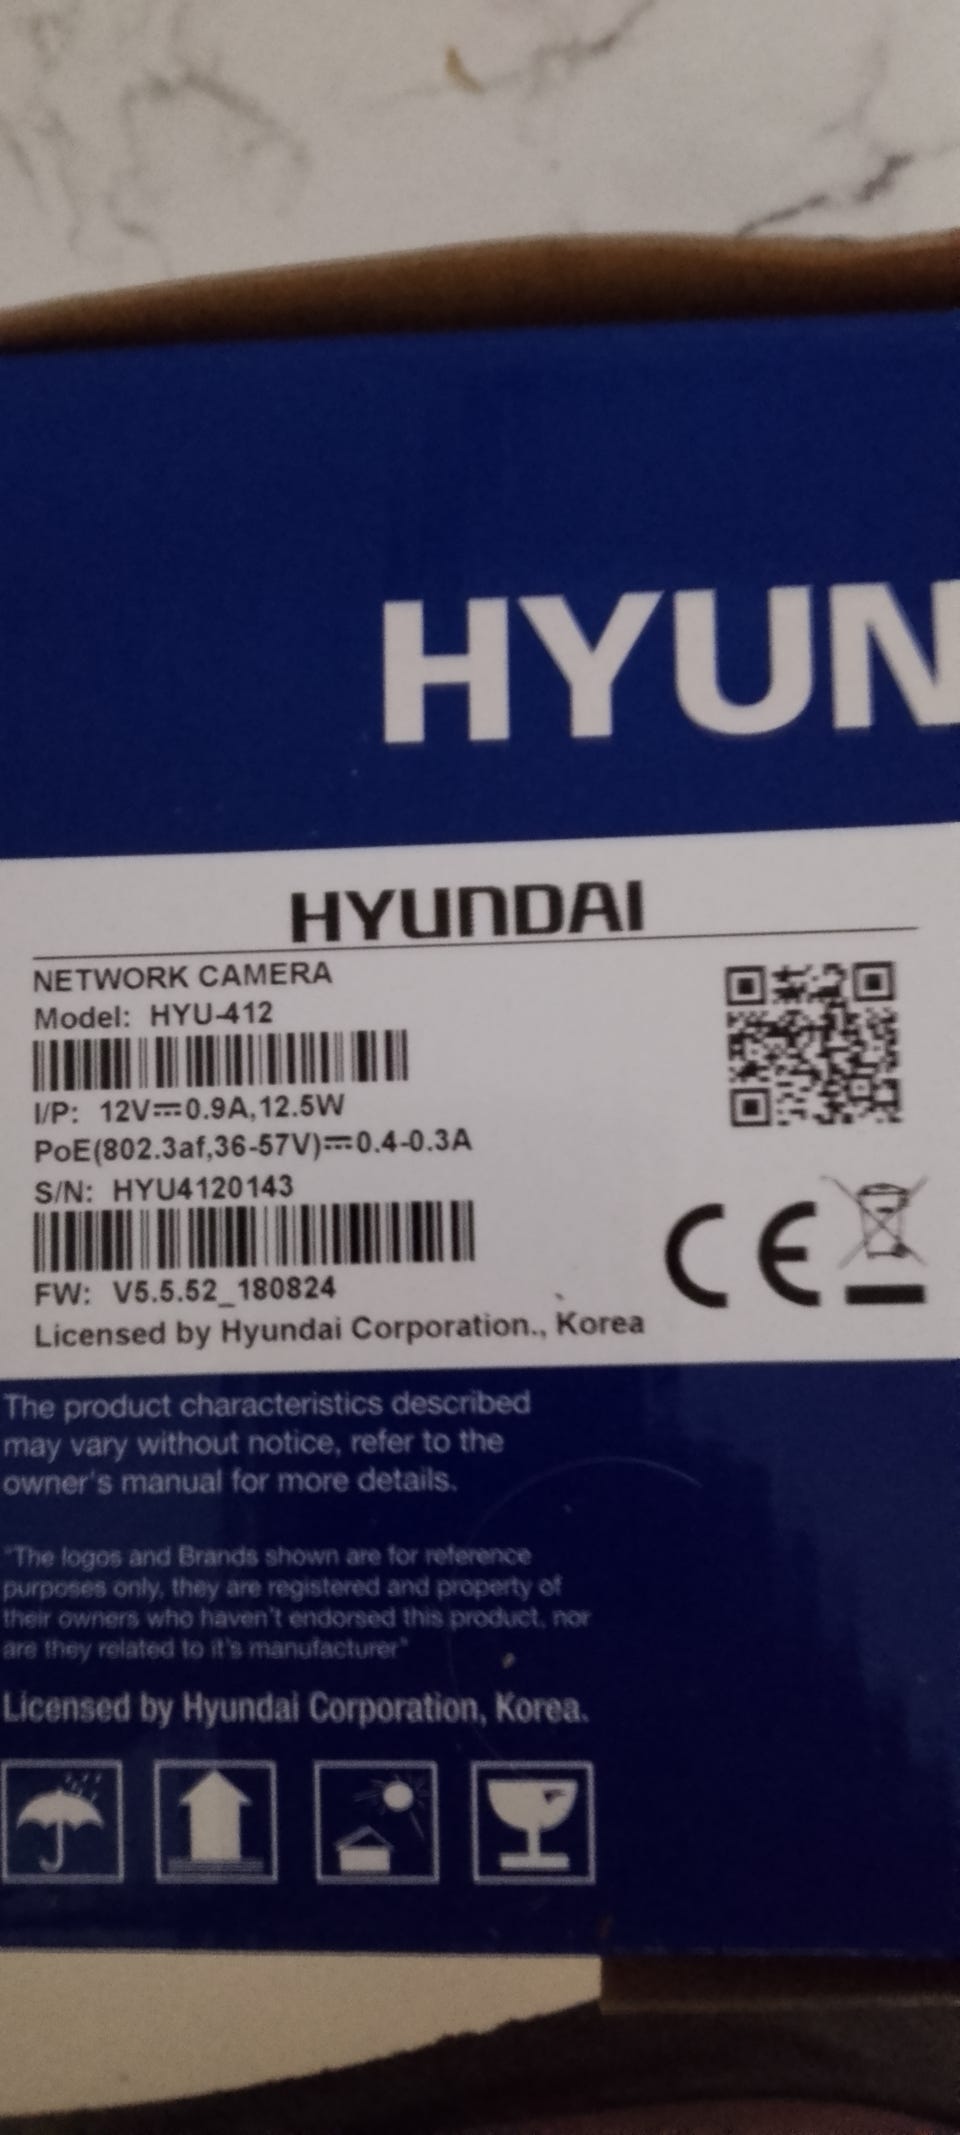 HYUN
HYUNDAI
NETWORK CAMERA
Model: HYU-412
I/P: 12V⎓0.9A,12.5W
PoE(802.3af,36-57V)⎓0.4-0.3A
S/N: HYU4120143
FW: V5.5.52_180824
Licensed by Hyundai Corporation., Korea
CE
The product characteristics described
may vary without notice, refer to the
owner's manual for more details.
"The logos and Brands shown are for reference
purposes only, they are registered and property of
their owners who haven't endorsed this product, nor
are they related to it's manufacturer"
Licensed by Hyundai Corporation, Korea.